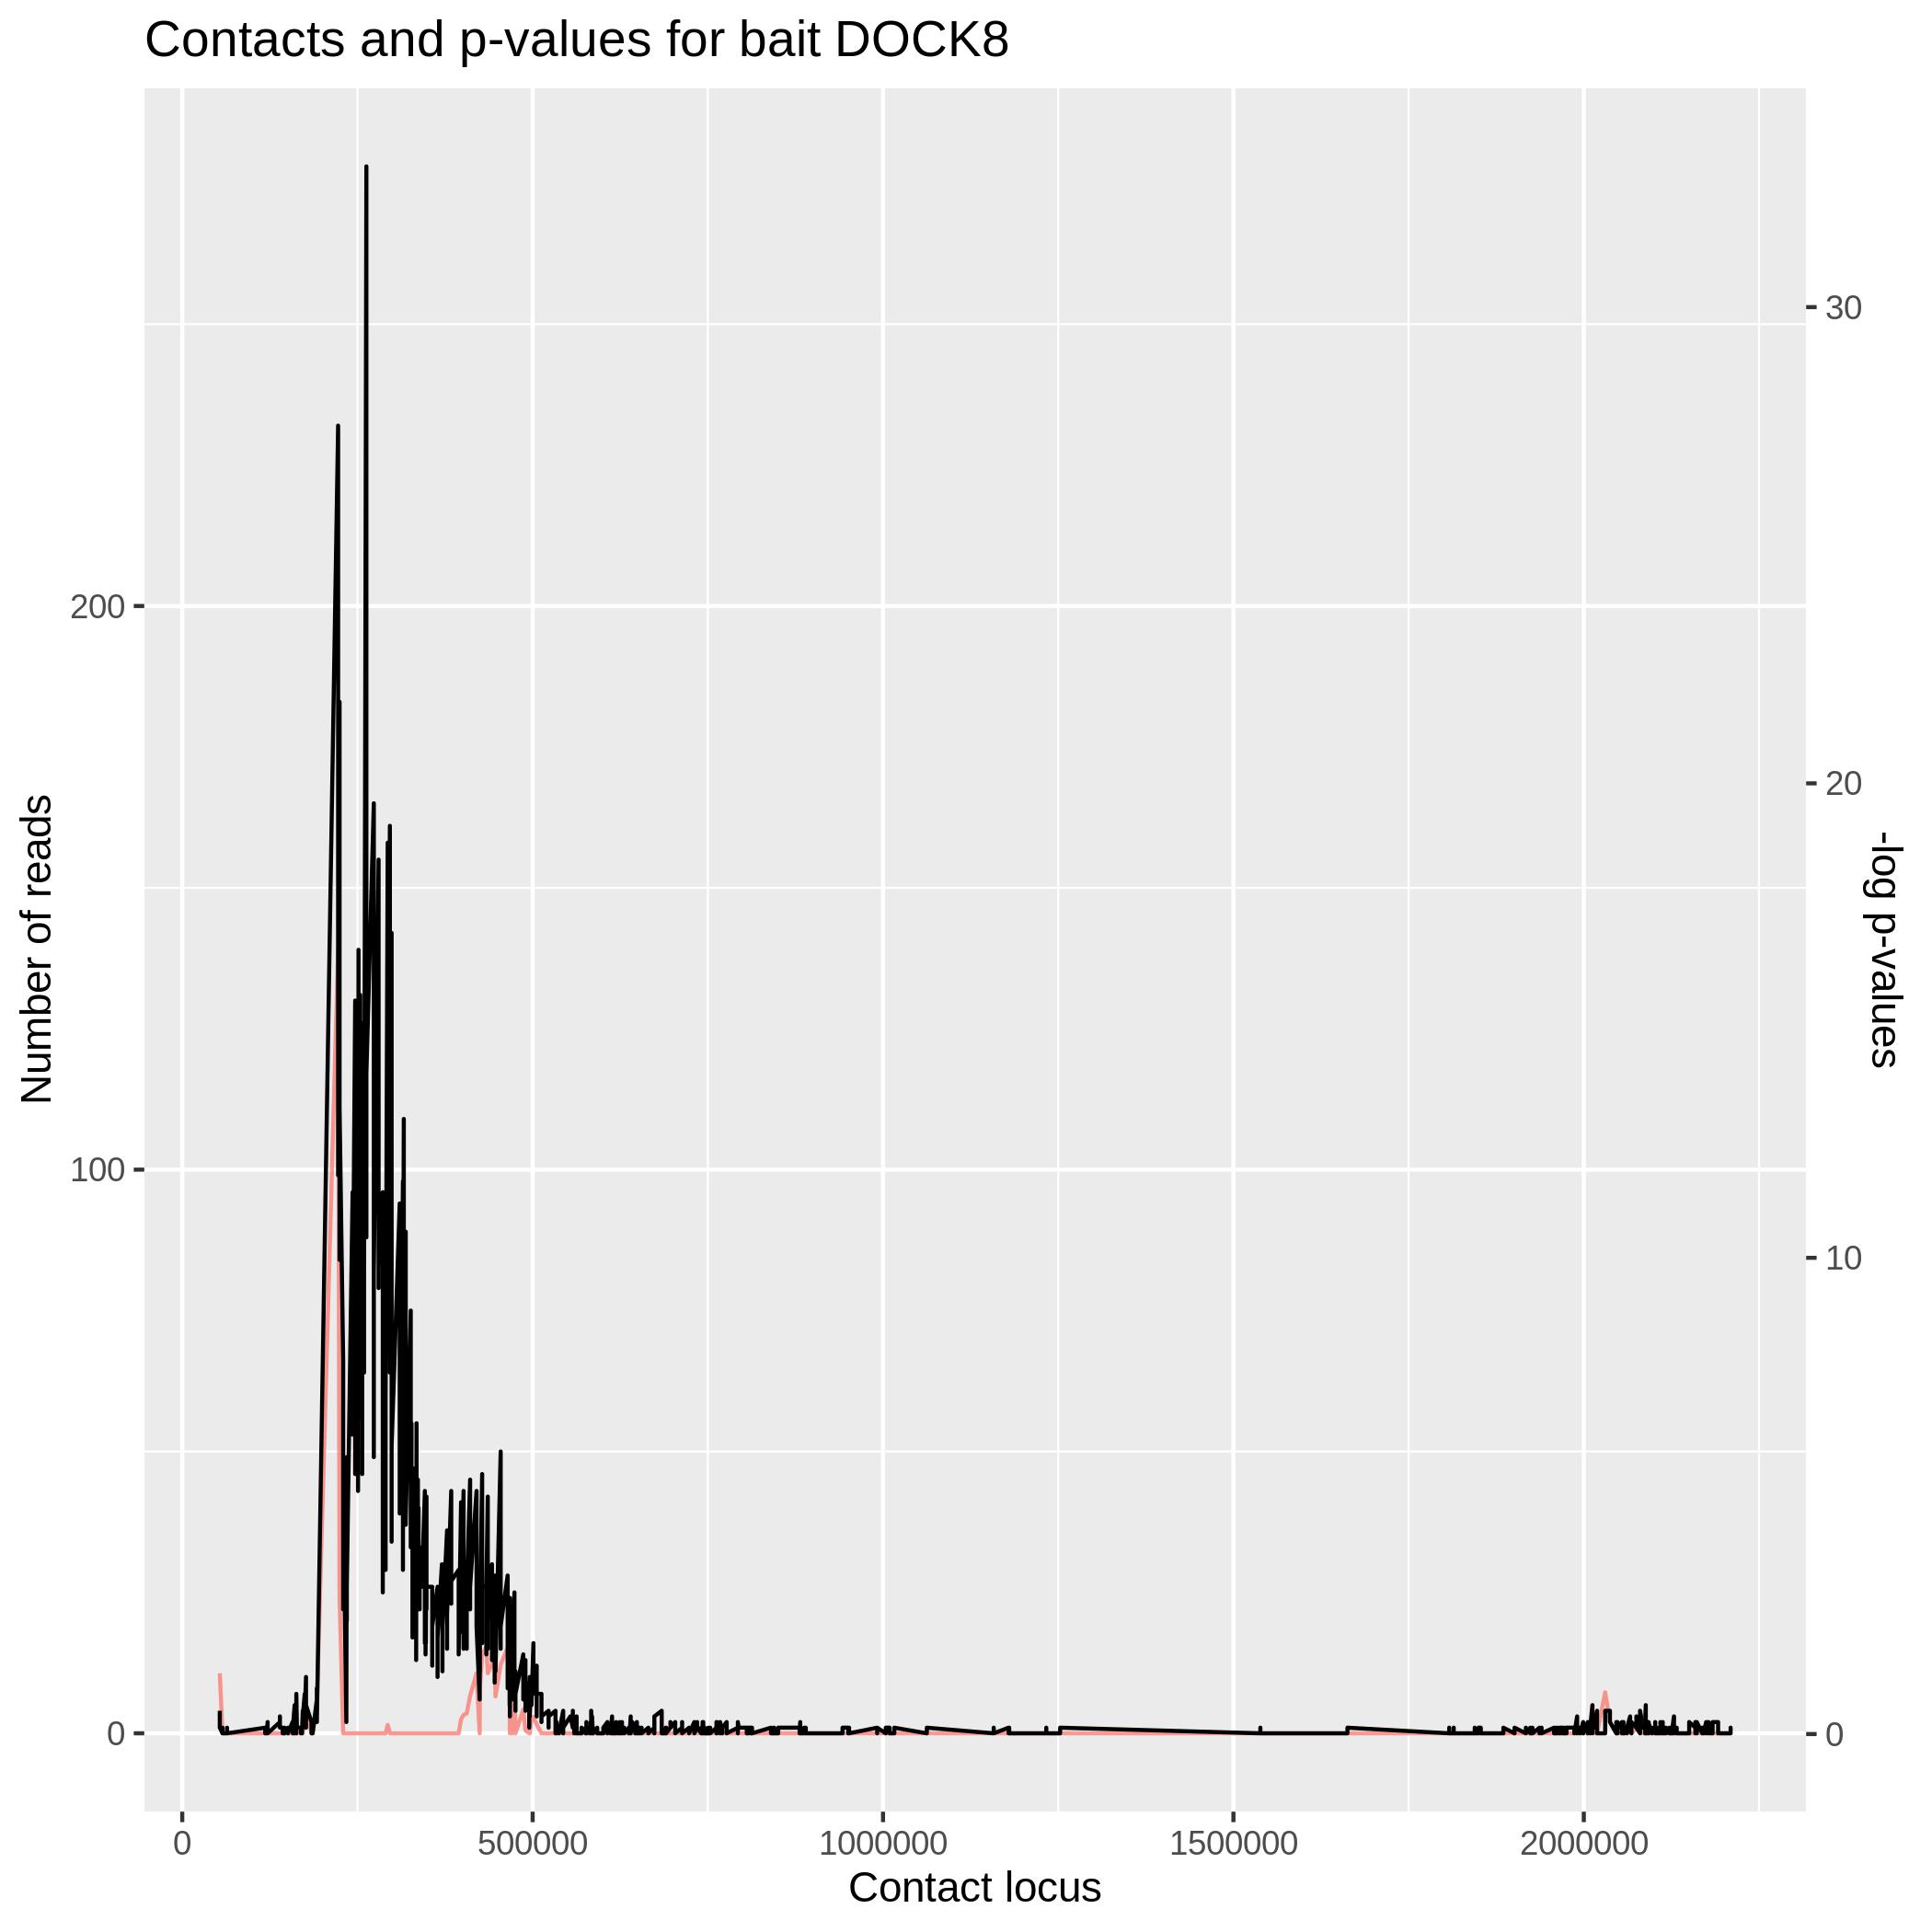 Contacts and p-values for bait DOCK8
Number of reads
200
100
0
30
20
10
0
-log p-values
0 500000 1000000 1500000 2000000
Contact locus